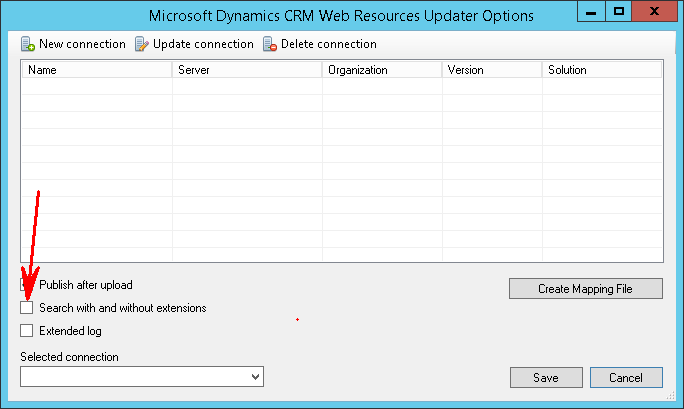 Microsoft Dynamics CRM Web Resources Updater Options
New connection Update connection Delete connection
Name Server Organization Version Solution
Publish after upload
Create Mapping File
Search with and without extensions
Extended log
Selected connection
Save Cancel